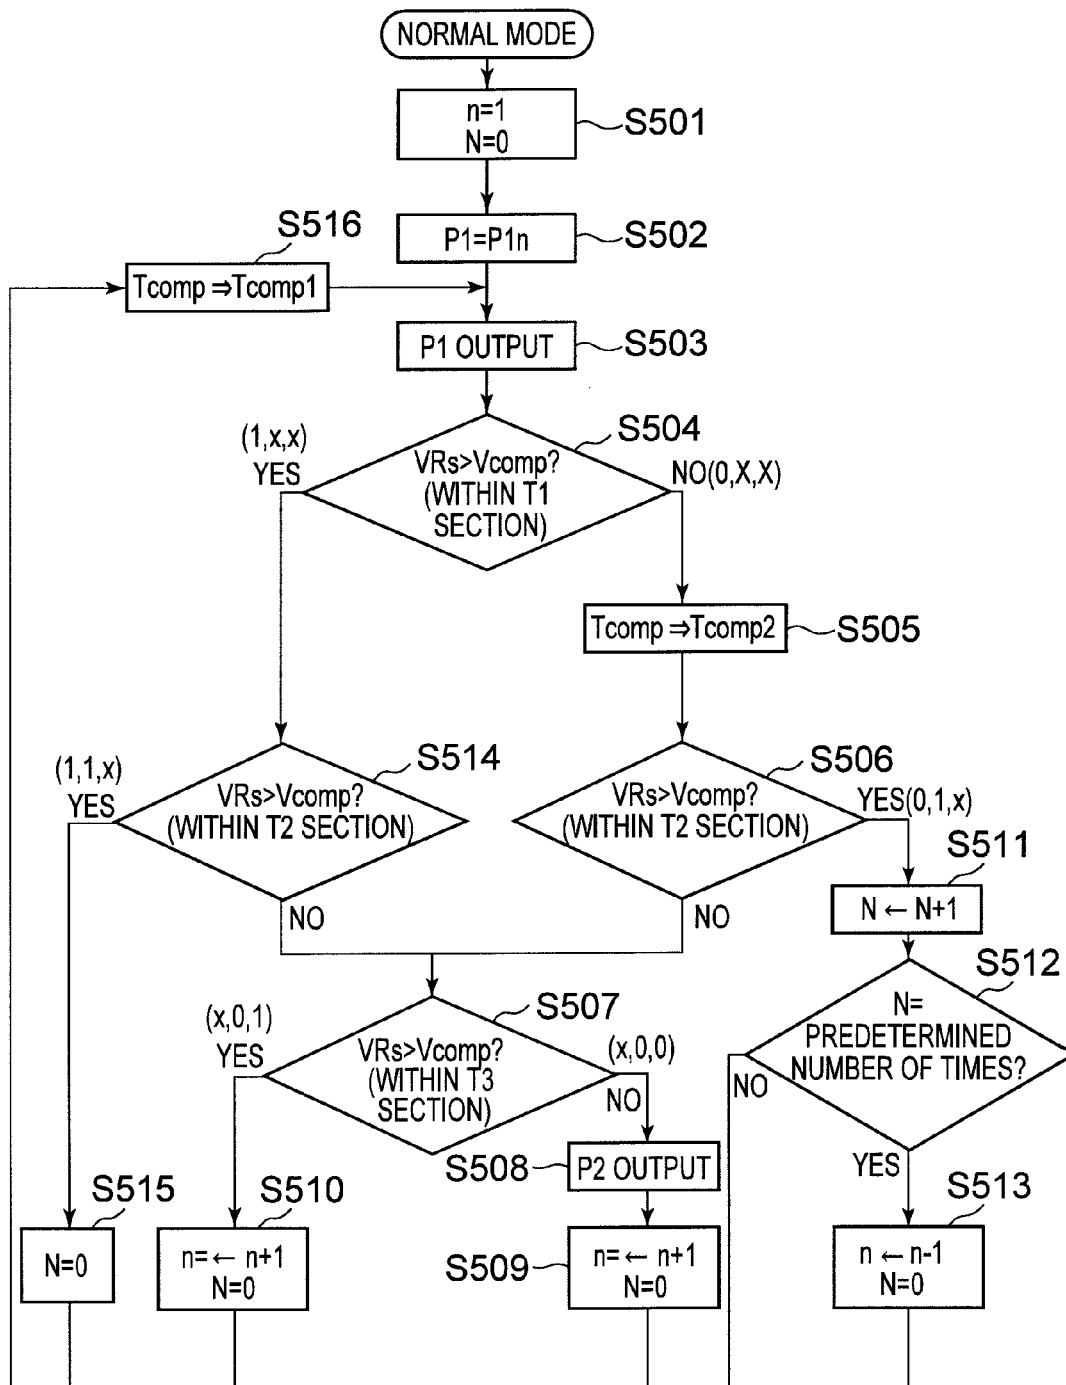 NORMAL MODE
n=1
N=0
S501
P1=P1n
S502
S516
Tcomp ⇒Tcomp1
P1 OUTPUT
S503
(1,x,x)
YES
VRs>Vcomp?
(WITHIN T1
SECTION)
S504
NO(0,X,X)
Tcomp ⇒Tcomp2
S505
(1,1,x)
YES
VRs>Vcomp?
(WITHIN T2 SECTION)
S514
NO
VRs>Vcomp?
(WITHIN T2 SECTION)
S506
YES(0,1,x)
NO
S511
N ← N+1
S512
N=
PREDETERMINED
NUMBER OF TIMES?
NO
YES
(x,0,1)
YES
VRs>Vcomp?
(WITHIN T3
SECTION)
S507
(x,0,0)
NO
S508
P2 OUTPUT
S515
N=0
S510
n= ← n+1
N=0
S509
n= ← n+1
N=0
S513
n ← n-1
N=0